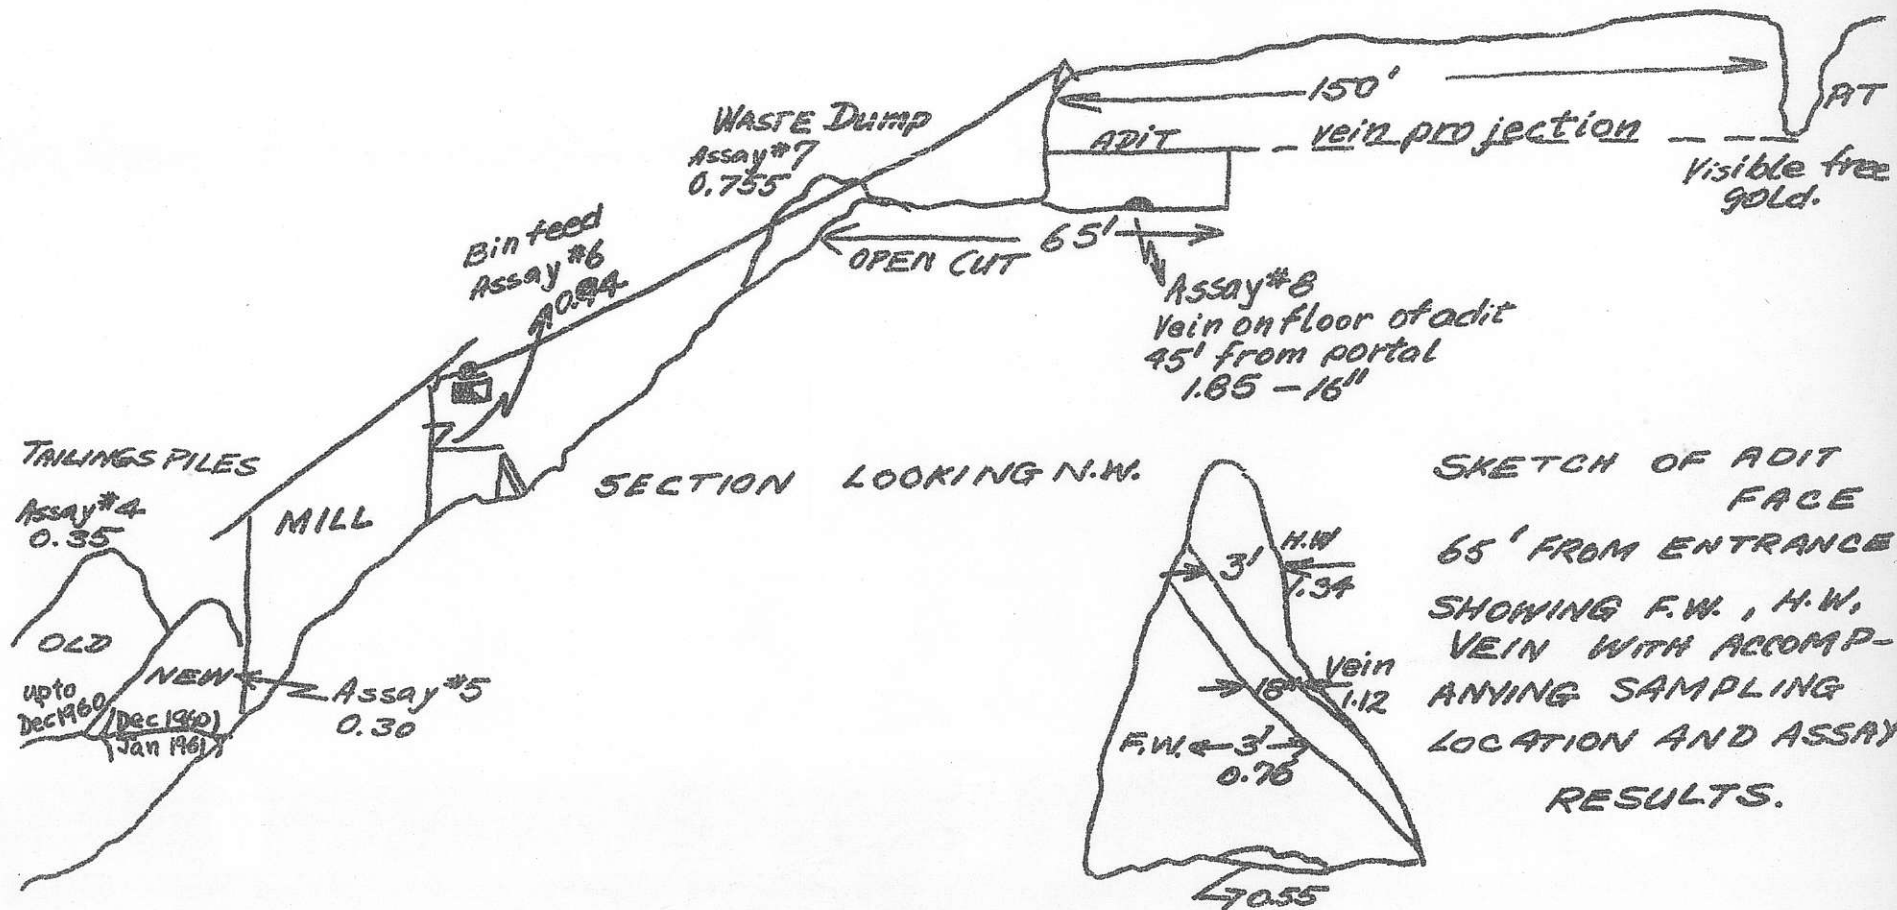 150'
PIT
vein projection
Visible free
gold.
ADIT
WASTE Dump
Assay #7
0.755
Bin feed
Assay #6
OPEN CUT
65'
Assay #8
Vein on floor of adit
45' from portal
1.85 - 16"
TAILINGS PILES
Assay #4
0.35
MILL
SECTION LOOKING N.W.
OLD
NEW
up to
Dec 1960
(Dec 1960)
Jan 1961)
Assay #5
0.30
SKETCH OF ADIT
FACE
65' FROM ENTRANCE
SHOWING F.W., H.W,
VEIN WITH ACCOMP-
ANYING SAMPLING
LOCATION AND ASSAY
RESULTS.
3'
H.W
1.34
Vein
1.12
F.W.
3'
0.76
0.55